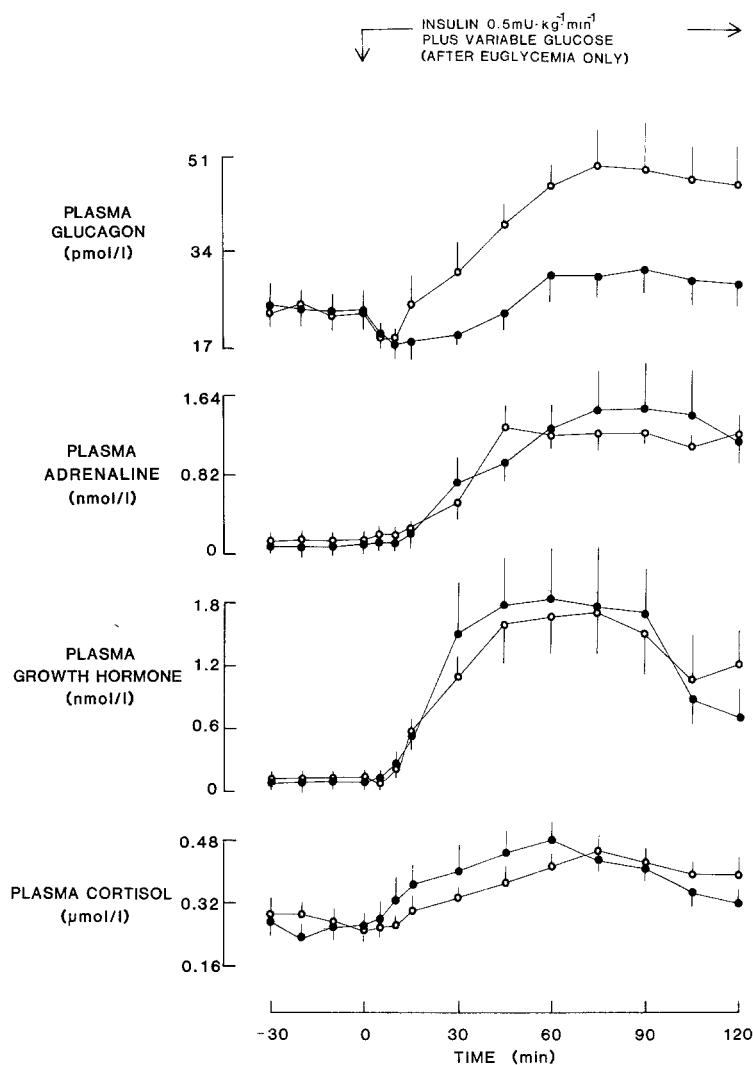 INSULIN 0.5mU·kg⁻¹min⁻¹
PLUS VARIABLE GLUCOSE
(AFTER EUGLYCEMIA ONLY)
51
PLASMA
GLUCAGON
(pmol/l)
34
17
1.64
PLASMA
ADRENALINE
(nmol/l)
0.82
0
1.8
PLASMA
GROWTH HORMONE
(nmol/l)
1.2
0.6
0
0.48
PLASMA CORTISOL
(µmol/l)
0.32
0.16
-30 0 30 60 90 120
TIME (min)